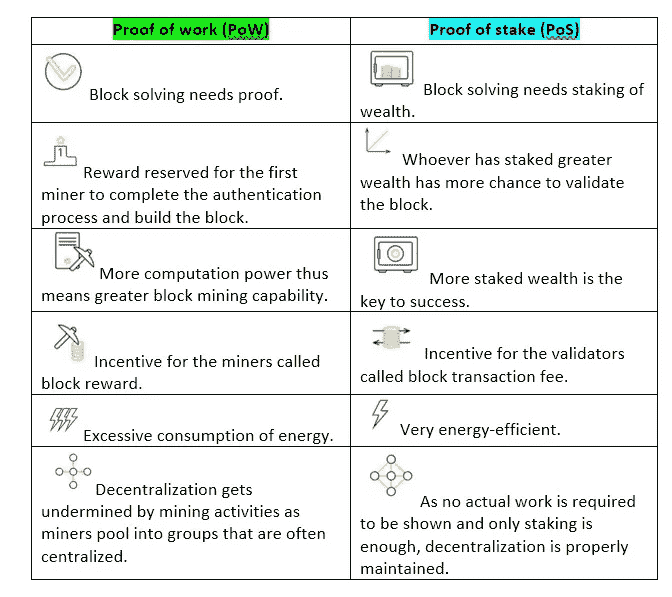 Proof of work (PoW)
Proof of stake (PoS)
Block solving needs proof.
Block solving needs staking of
wealth.
1
Reward reserved for the first
miner to complete the authentication
process and build the block.
Whoever has staked greater
wealth has more chance to validate
the block.
More computation power thus
means greater block mining capability.
More staked wealth is the
key to success.
Incentive for the miners called
block reward.
Incentive for the validators
called block transaction fee.
Excessive consumption of energy.
Very energy-efficient.
Decentralization gets
undermined by mining activities as
miners pool into groups that are often
centralized.
As no actual work is required
to be shown and only staking is
enough, decentralization is properly
maintained.